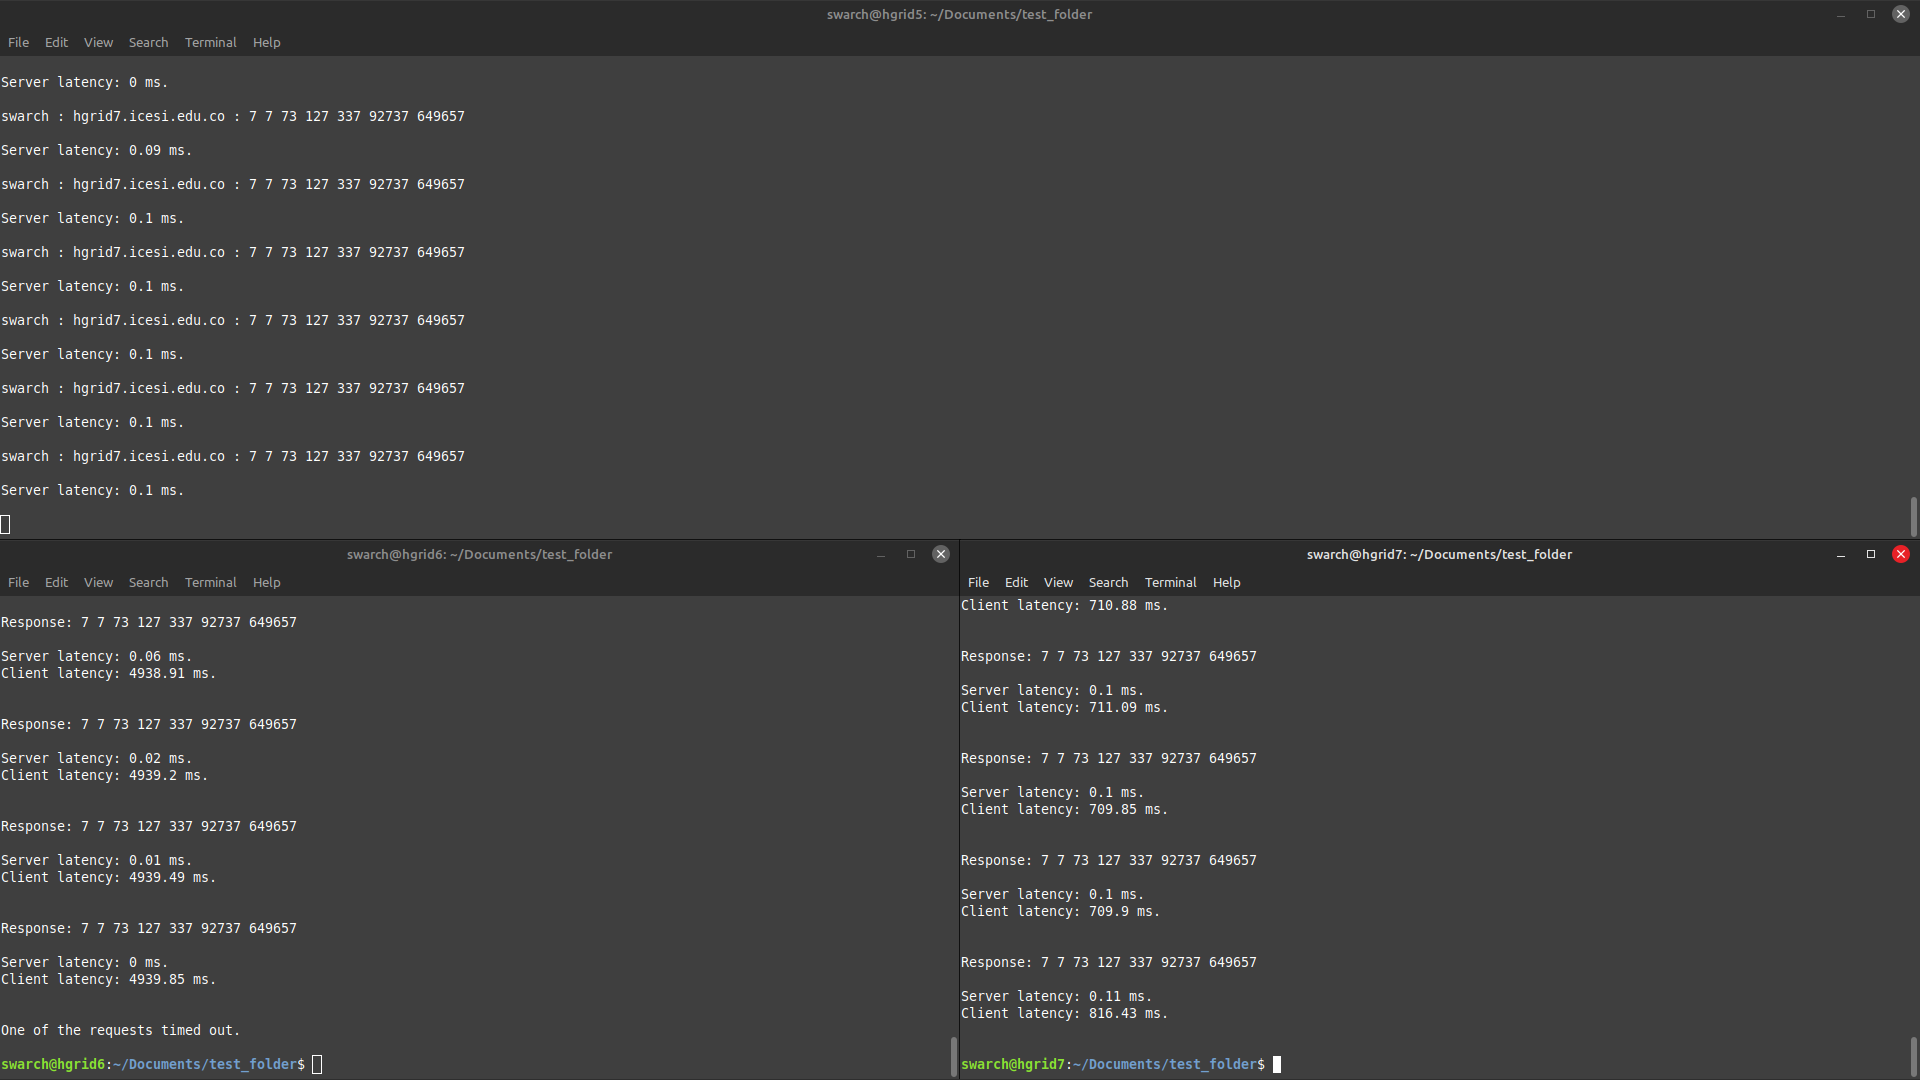 swarch@hgrid5: ~/Documents/test_folder
File Edit View Search Terminal Help
Server latency: 0 ms.
swarch : hgrid7.icesi.edu.co : 7 7 73 127 337 92737 649657
Server latency: 0.09 ms.
swarch : hgrid7.icesi.edu.co : 7 7 73 127 337 92737 649657
Server latency: 0.1 ms.
swarch : hgrid7.icesi.edu.co : 7 7 73 127 337 92737 649657
Server latency: 0.1 ms.
swarch : hgrid7.icesi.edu.co : 7 7 73 127 337 92737 649657
Server latency: 0.1 ms.
swarch : hgrid7.icesi.edu.co : 7 7 73 127 337 92737 649657
Server latency: 0.1 ms.
swarch : hgrid7.icesi.edu.co : 7 7 73 127 337 92737 649657
Server latency: 0.1 ms.
swarch@hgrid6: ~/Documents/test_folder
File Edit View Search Terminal Help
Response: 7 7 73 127 337 92737 649657
Server latency: 0.06 ms.
Client latency: 4938.91 ms.
Response: 7 7 73 127 337 92737 649657
Server latency: 0.02 ms.
Client latency: 4939.2 ms.
Response: 7 7 73 127 337 92737 649657
Server latency: 0.01 ms.
Client latency: 4939.49 ms.
Response: 7 7 73 127 337 92737 649657
Server latency: 0 ms.
Client latency: 4939.85 ms.
One of the requests timed out.
swarch@hgrid6:~/Documents/test_folder$
swarch@hgrid7: ~/Documents/test_folder
File Edit View Search Terminal Help
Client latency: 710.88 ms.
Response: 7 7 73 127 337 92737 649657
Server latency: 0.1 ms.
Client latency: 711.09 ms.
Response: 7 7 73 127 337 92737 649657
Server latency: 0.1 ms.
Client latency: 709.85 ms.
Response: 7 7 73 127 337 92737 649657
Server latency: 0.1 ms.
Client latency: 709.9 ms.
Response: 7 7 73 127 337 92737 649657
Server latency: 0.11 ms.
Client latency: 816.43 ms.
swarch@hgrid7:~/Documents/test_folder$